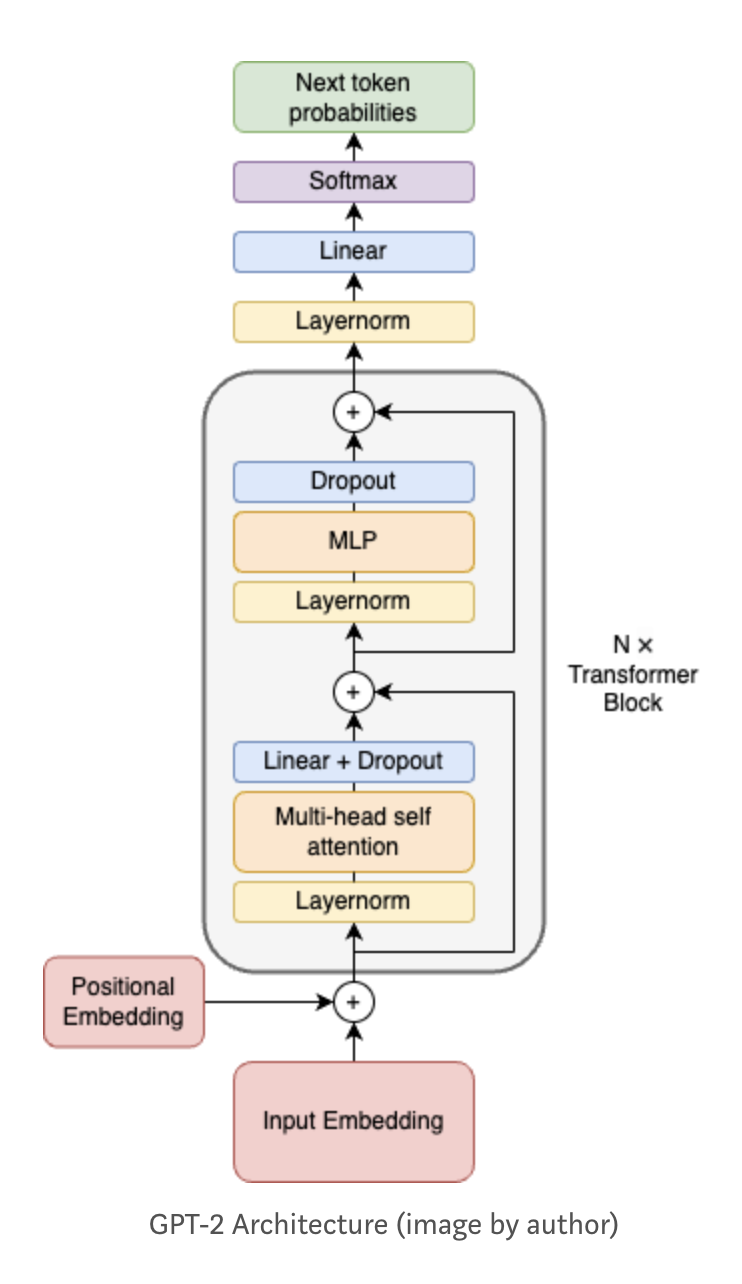 Next token
probabilities
Softmax
Linear
Layernorm
+
Dropout
MLP
Layernorm
N ×
Transformer
Block
+
Linear + Dropout
Multi-head self
attention
Layernorm
Positional
Embedding
+
Input Embedding
GPT-2 Architecture (image by author)